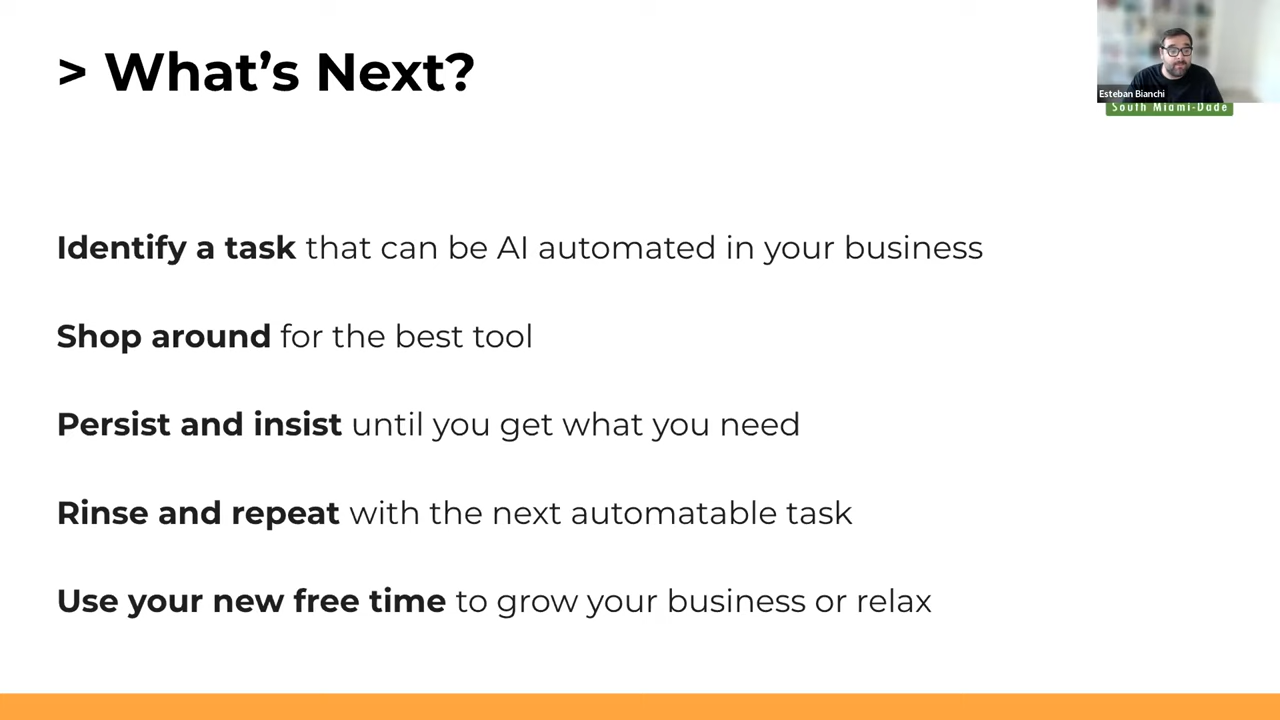 > What's Next?
Esteban Bianchi
South Miami-Dade
Identify a task that can be AI automated in your business
Shop around for the best tool
Persist and insist until you get what you need
Rinse and repeat with the next automatable task
Use your new free time to grow your business or relax